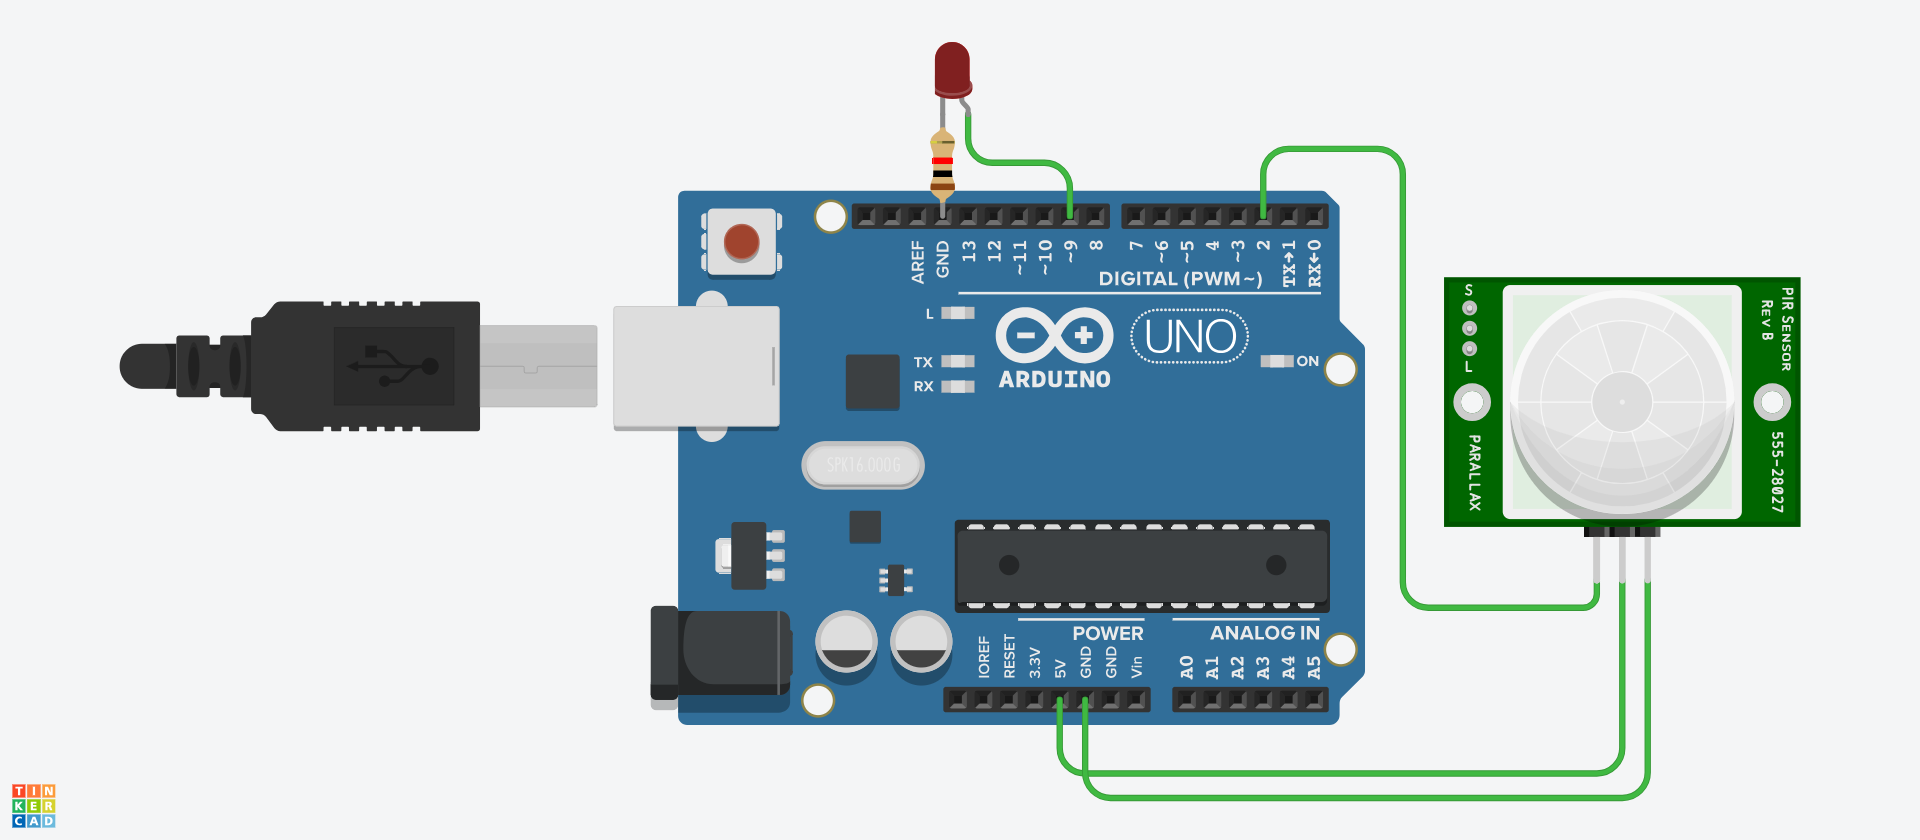 AREF
GND
13
12
~11
~10
~9
8
7
~6
~5
4
~3
2
TX→1
RX←0
DIGITAL (PWM~)
L
TX
RX
UNO
ARDUINO
ON
SPK16.000G
POWER
ANALOG IN
IOREF
RESET
3.3V
5V
GND
GND
Vin
A0
A1
A2
A3
A4
A5
S
L
PARALLAX
PIR SENSOR
REV B
555-28027
TIN
KER
CAD